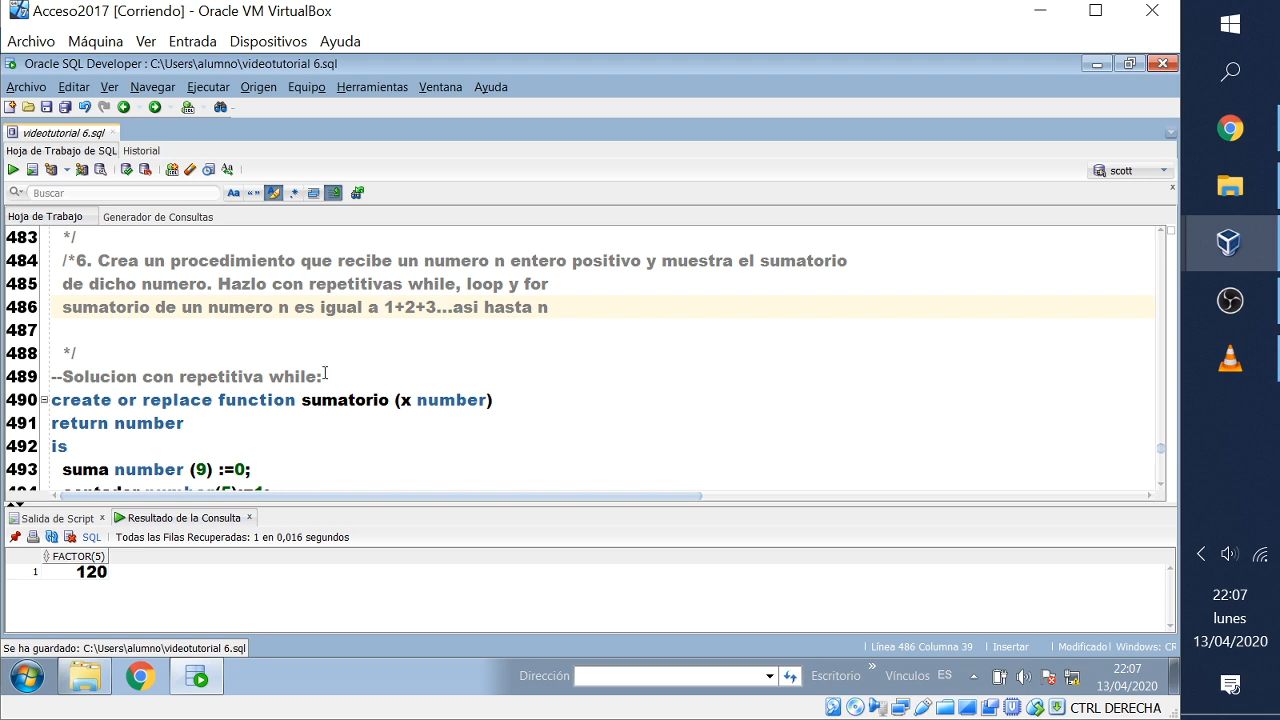 Acceso2017 [Corriendo] - Oracle VM VirtualBox
Archivo Máquina Ver Entrada Dispositivos Ayuda
Oracle SQL Developer : C:\Users\alumno\videotutorial 6.sql
Archivo Editar Ver Navegar Ejecutar Origen Equipo Herramientas Ventana Ayuda
videotutorial 6.sql
Hoja de Trabajo de SQL Historial
scott
Buscar
Hoja de Trabajo Generador de Consultas
483 */
484 /*6. Crea un procedimiento que recibe un numero n entero positivo y muestra el sumatorio
485 de dicho numero. Hazlo con repetitivas while, loop y for
486 sumatorio de un numero n es igual a 1+2+3...asi hasta n
487
488 */
489 --Solucion con repetitiva while:
490 create or replace function sumatorio (x number)
491 return number
492 is
493 suma number (9) :=0;
Salida de Script Resultado de la Consulta
SQL Todas las Filas Recuperadas: 1 en 0,016 segundos
FACTOR(5)
1 120
Se ha guardado: C:\Users\alumno\videotutorial 6.sql
Línea 486 Columna 39 Insertar Modificado Windows: CR
Dirección Escritorio » Vínculos ES 22:07
13/04/2020
CTRL DERECHA
22:07
lunes
13/04/2020